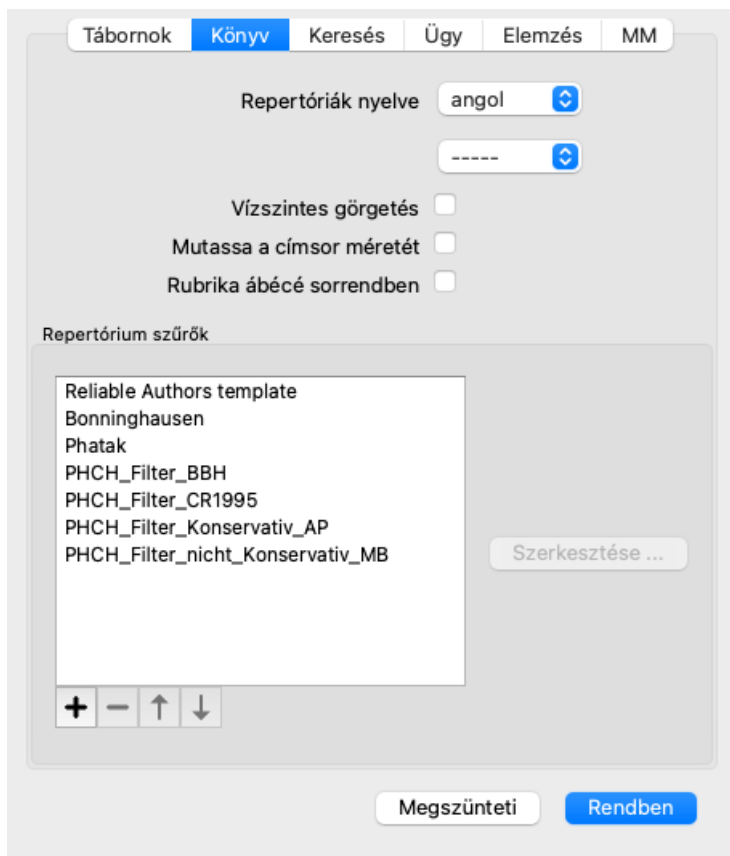 Tábornok Könyv Keresés Ügy Elemzés MM
Repertóriák nyelve angol
-----
Vízszintes görgetés
Mutassa a címsor méretét
Rubrika ábécé sorrendben
Repertórium szűrők
Reliable Authors template
Bonninghausen
Phatak
PHCH_Filter_BBH
PHCH_Filter_CR1995
PHCH_Filter_Konservativ_AP
PHCH_Filter_nicht_Konservativ_MB
Szerkesztése ...
Megszünteti Rendben